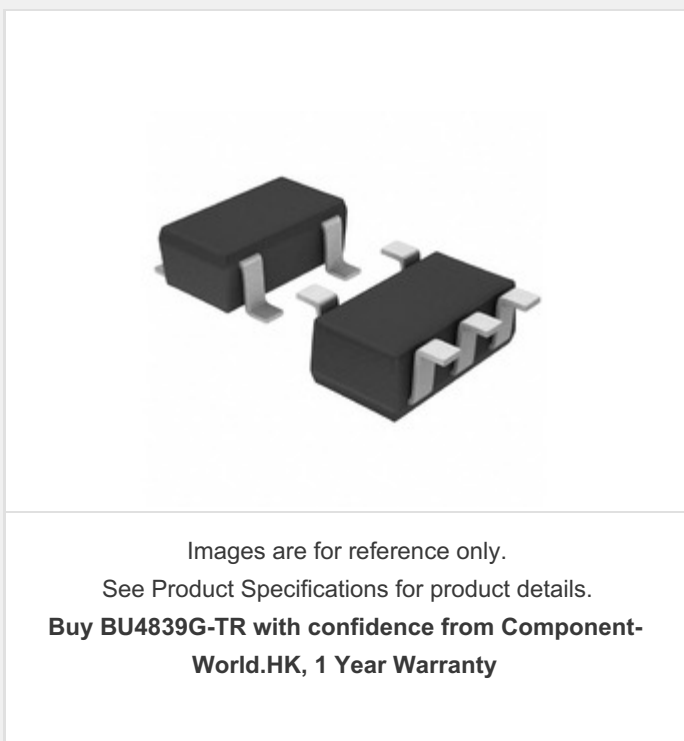 Images are for reference only.
See Product Specifications for product details.
Buy BU4839G-TR with confidence from Component-
World.HK, 1 Year Warranty